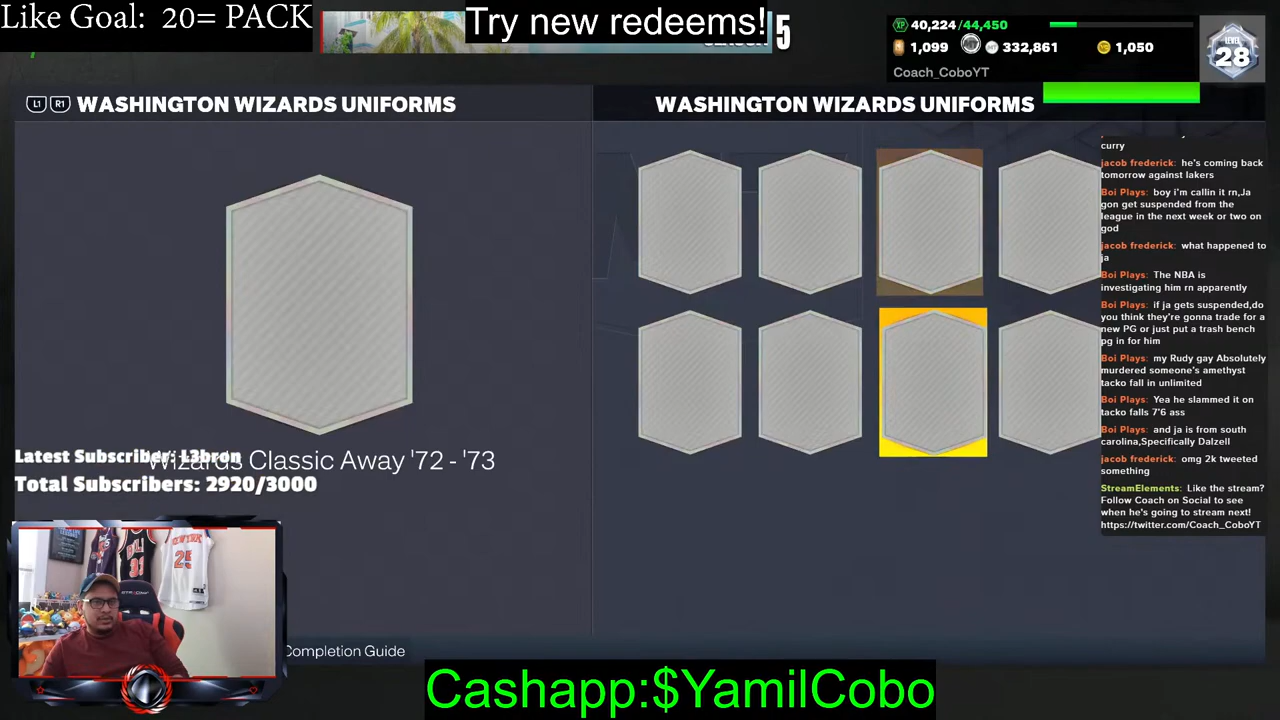 Like Goal: 20= PACK
Try new redeems!
5
XP 40,224/44,450
1,099
332,861
1,050
Coach_CoboYT
LEVEL
28
L1 R1 WASHINGTON WIZARDS UNIFORMS
WASHINGTON WIZARDS UNIFORMS
Wizards Classic Away '72 - '73
Latest Subscriber: L3bron
Total Subscribers: 2920/3000
Completion Guide
curry
jacob frederick: he's coming back
tomorrow against lakers
Boi Plays: boy i'm callin it rn,Ja
gon get suspended from the
league in the next week or two on
god
jacob frederick: what happened to
ja
Boi Plays: The NBA is
investigating him rn apparently
Boi Plays: if ja gets suspended,do
you think they're gonna trade for a
new PG or just put a trash bench
pg in for him
Boi Plays: my Rudy gay Absolutely
murdered someone's amethyst
tacko fall in unlimited
Boi Plays: Yea he slammed it on
tacko falls 7'6 ass
Boi Plays: and ja is from south
carolina,Specifically Dalzell
jacob frederick: omg 2k tweeted
something
StreamElements: Like the stream?
Follow Coach on Social to see
when he's going to stream next!
https://twitter.com/Coach_CoboYT
25
Cashapp:$YamilCobo